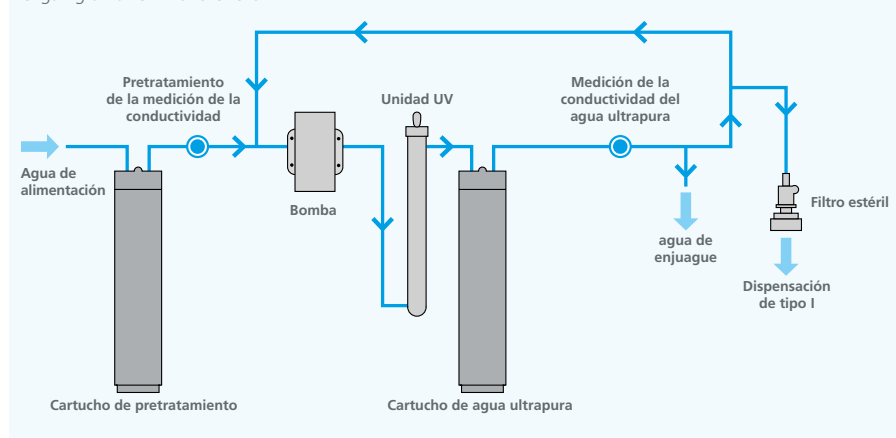 Pretratamiento
de la medición de la
conductividad
Unidad UV
Medición de la
conductividad del
agua ultrapura
Agua de
alimentación
Bomba
Filtro estéril
agua de
enjuague
Dispensación
de tipo I
Cartucho de pretratamiento
Cartucho de agua ultrapura